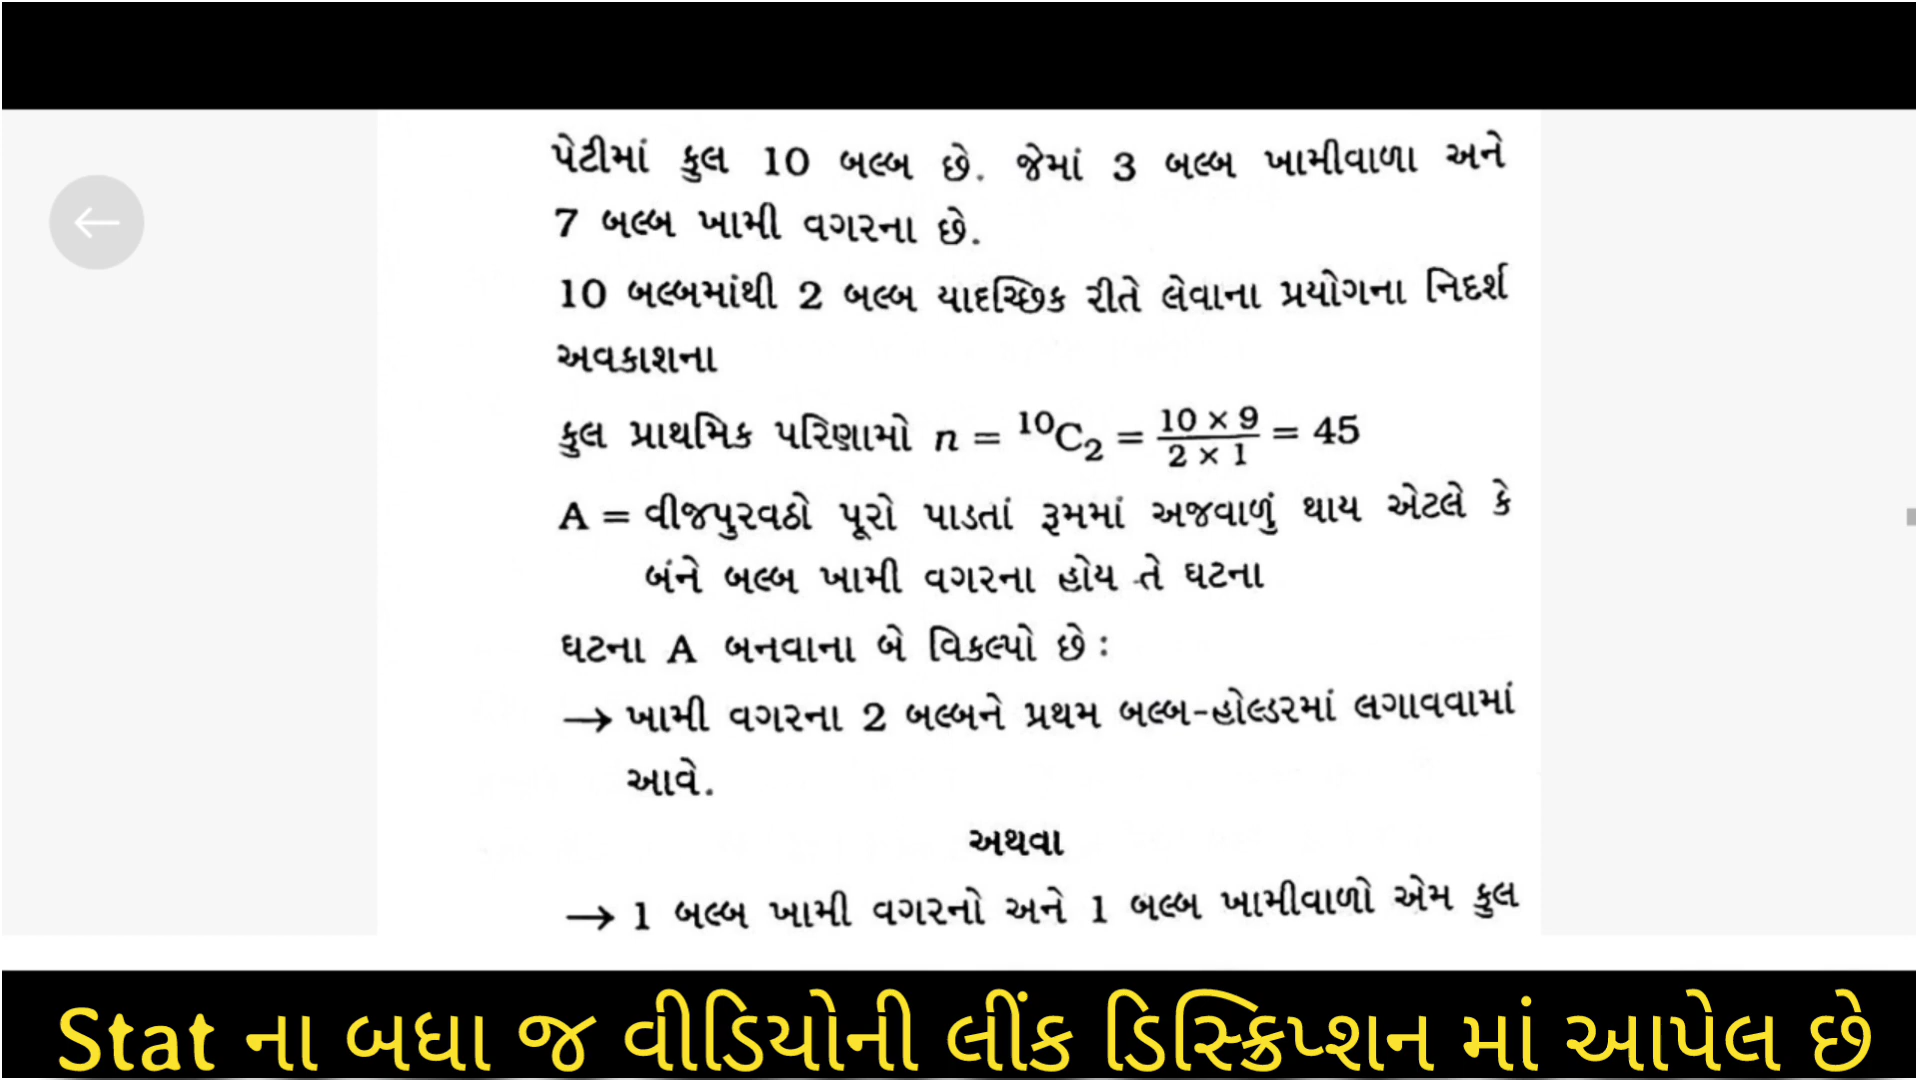 પેટીમાં કુલ 10 બલ્બ છે. જેમાં 3 બલ્બ ખામીવાળા અને
7 બલ્બ ખામી વગરના છે.
10 બલ્બમાંથી 2 બલ્બ યાદચ્છિક રીતે લેવાના પ્રયોગના નિદર્શ
અવકાશના
કુલ પ્રાથમિક પરિણામો n = ¹⁰C₂ = (10 × 9)/(2 × 1) = 45
A = વીજપુરવઠો પૂરો પાડતાં રૂમમાં અજવાળું થાય એટલે કે
બંને બલ્બ ખામી વગરના હોય તે ઘટના
ઘટના A બનવાના બે વિકલ્પો છે :
→ ખામી વગરના 2 બલ્બને પ્રથમ બલ્બ-હોલ્ડરમાં લગાવવામાં
આવે.
અથવા
→ 1 બલ્બ ખામી વગરનો અને 1 બલ્બ ખામીવાળો એમ કુલ
Stat ના બધા જ વીડિયોની લીંક ડિસ્ક્રિપ્શન માં આપેલ છે